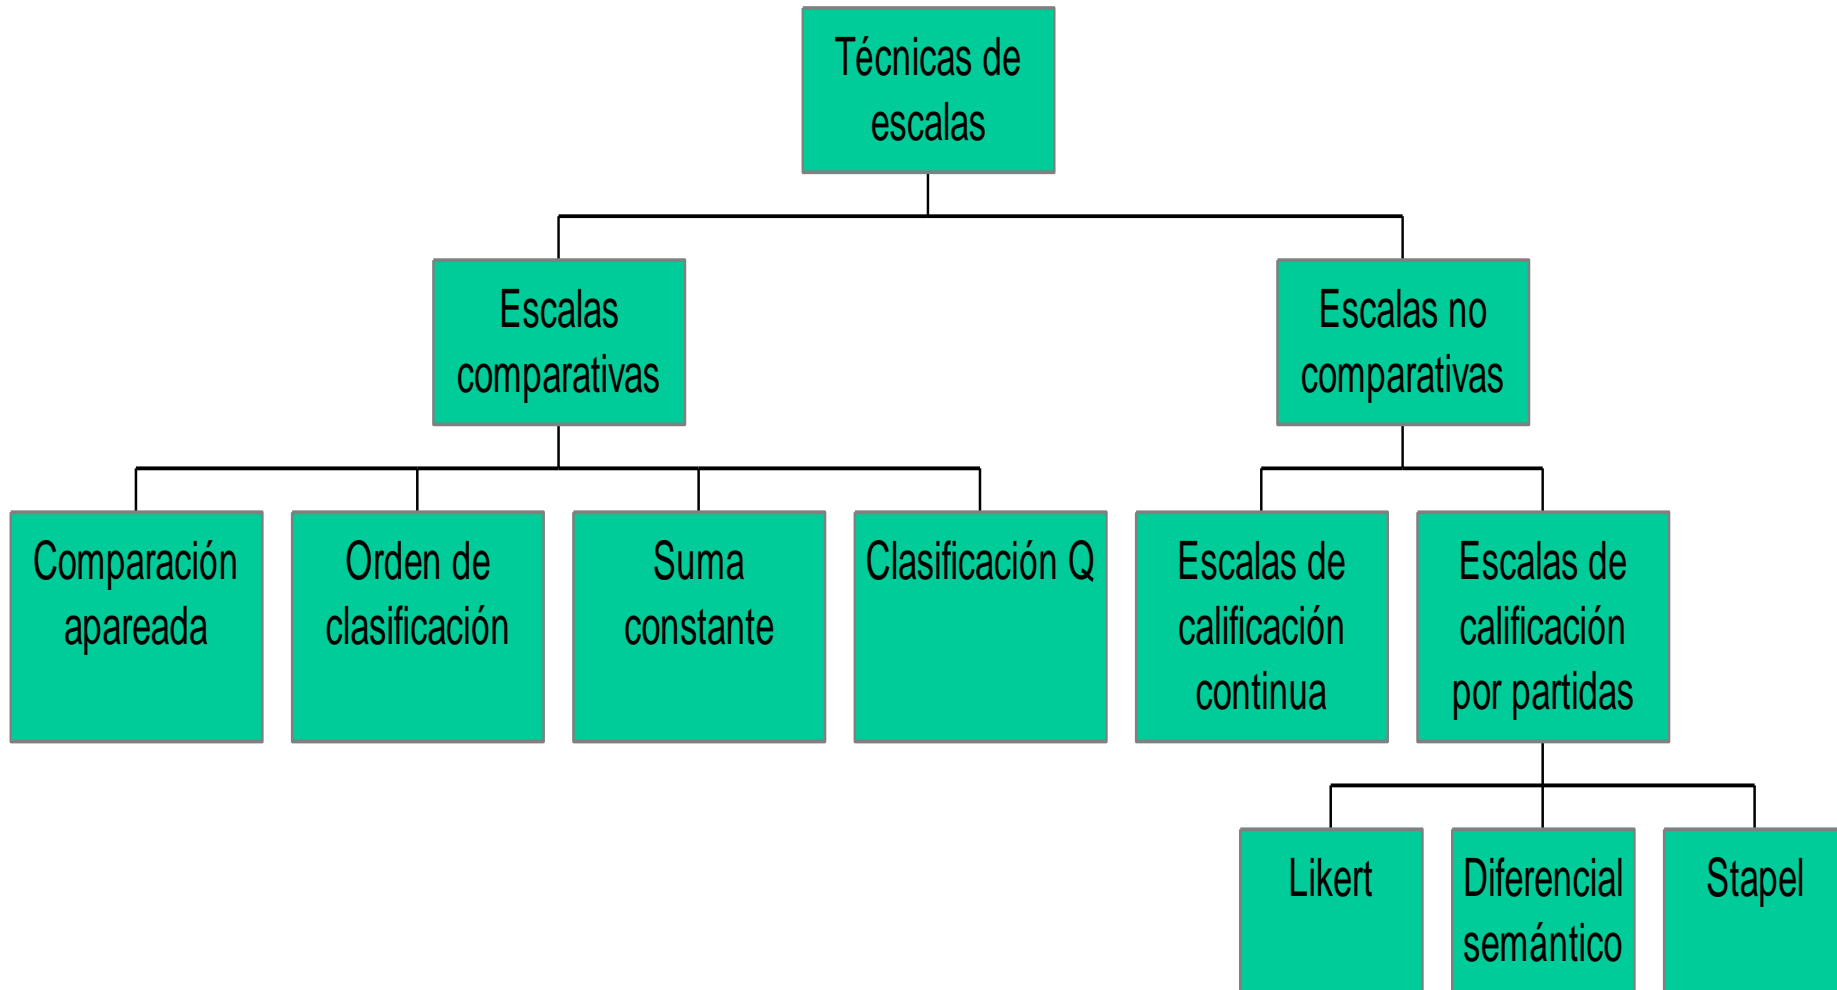 Técnicas de
escalas
Escalas
comparativas
Escalas no
comparativas
Comparación
apareada
Orden de
clasificación
Suma
constante
Clasificación Q
Escalas de
calificación
continua
Escalas de
calificación
por partidas
Likert
Diferencial
semántico
Stapel